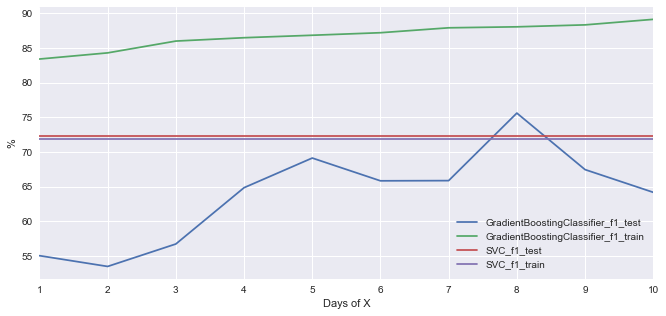 90
85
80
75
70
65
60
55
%
1 2 3 4 5 6 7 8 9 10
Days of X
GradientBoostingClassifier_f1_test
GradientBoostingClassifier_f1_train
SVC_f1_test
SVC_f1_train